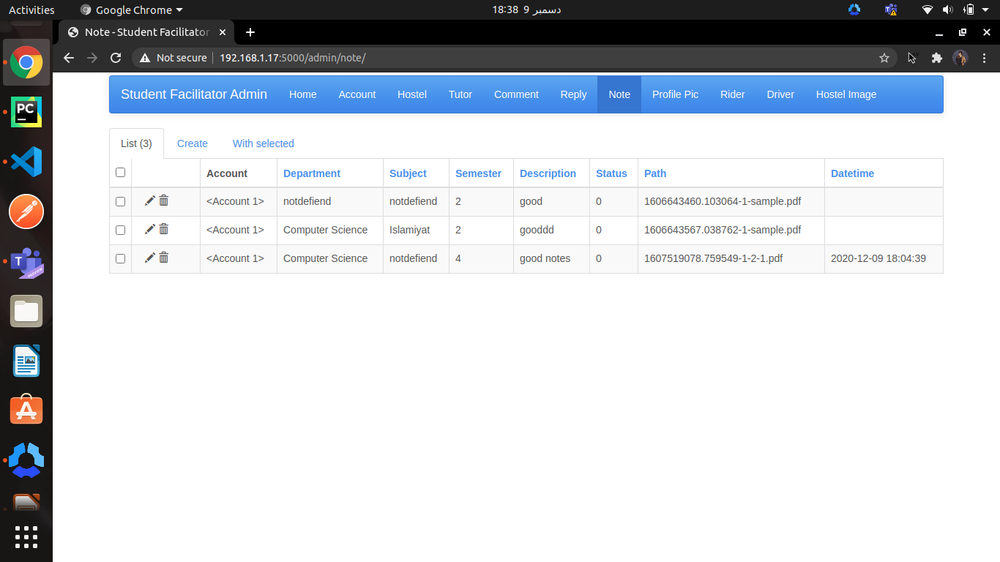 Activities Google Chrome 18:38 9 دسمبر
Note - Student Facilitator
Not secure 192.168.1.17:5000/admin/note/
Student Facilitator Admin Home Account Hostel Tutor Comment Reply Note Profile Pic Rider Driver Hostel Image
List (3) Create With selected
Account Department Subject Semester Description Status Path Datetime
<Account 1> notdefiend notdefiend 2 good 0 1606643460.103064-1-sample.pdf
<Account 1> Computer Science Islamiyat 2 gooddd 0 1606643567.038762-1-sample.pdf
<Account 1> Computer Science notdefiend 4 good notes 0 1607519078.759549-1-2-1.pdf 2020-12-09 18:04:39
PC
T
PREVIEW